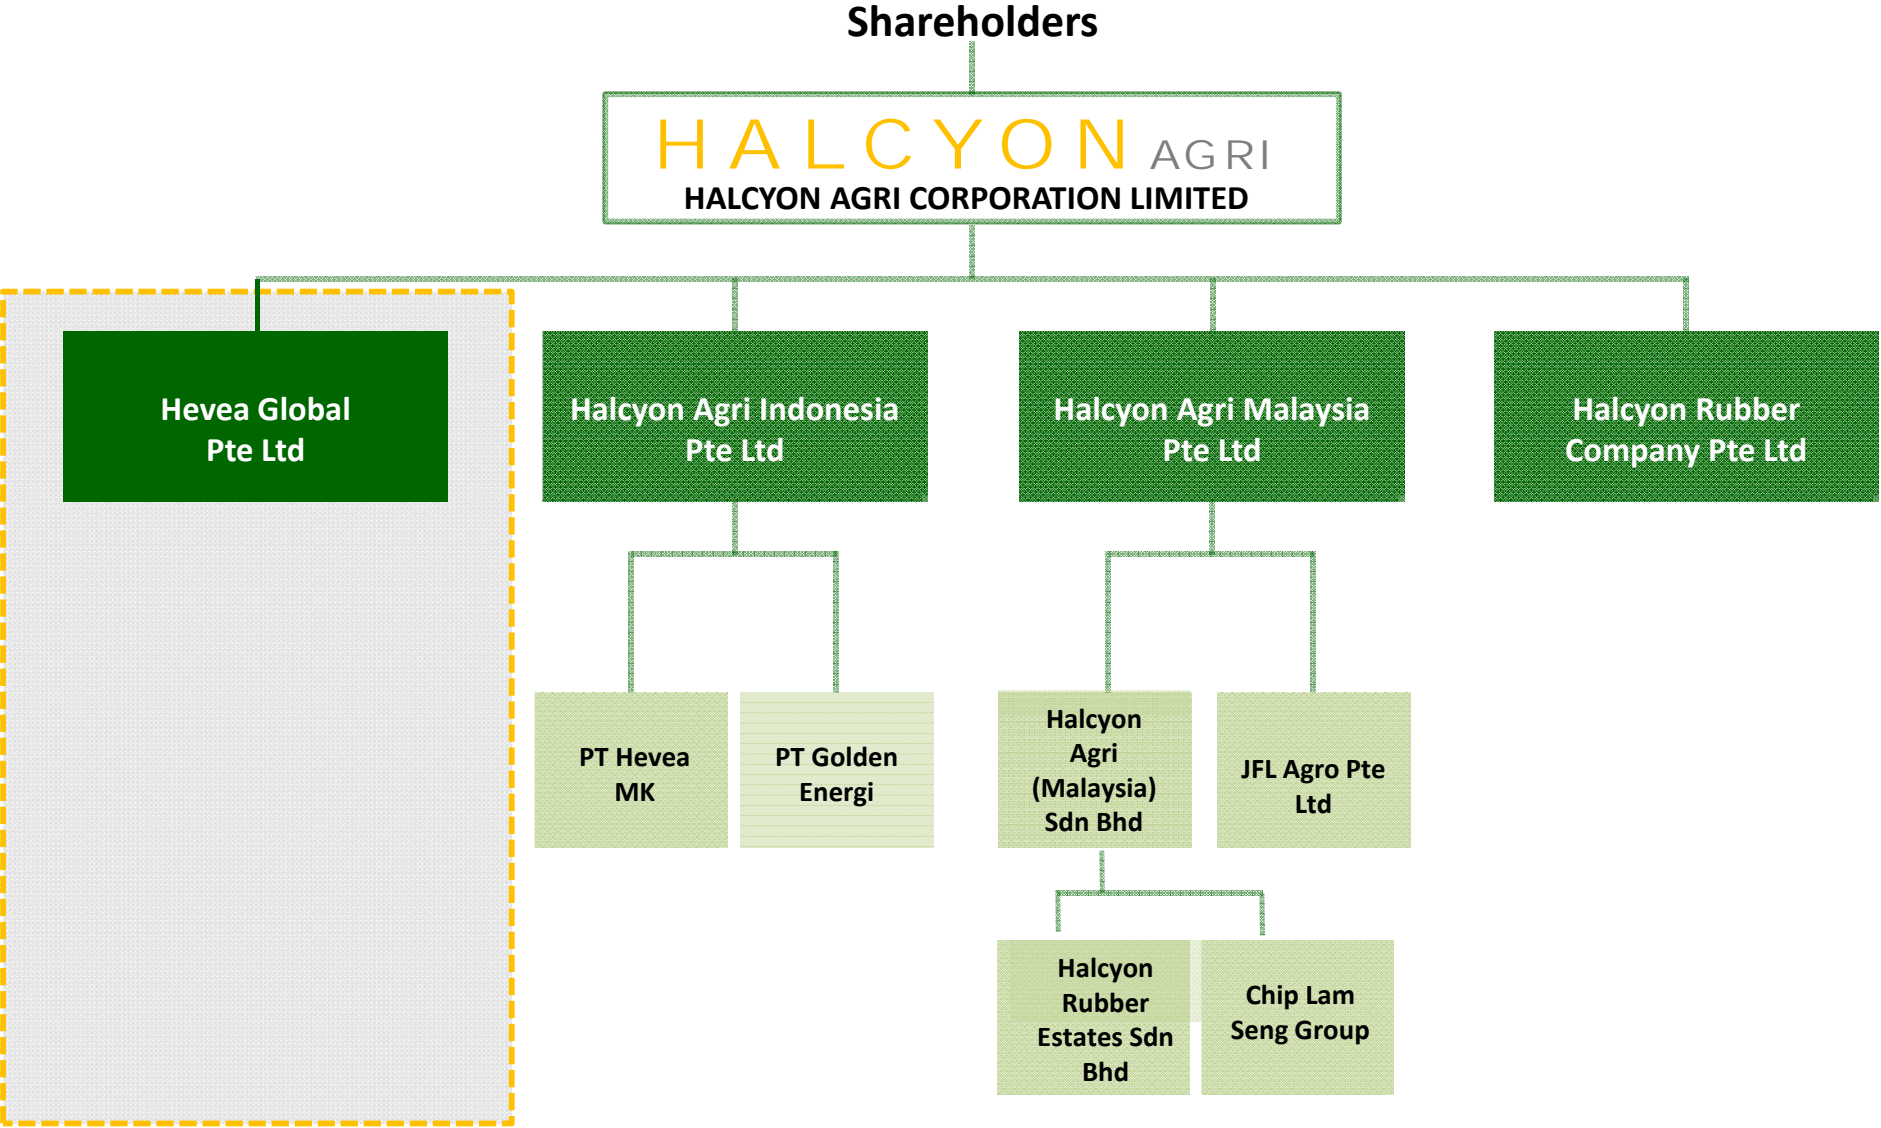 Shareholders
HALCYON AGRI
HALCYON AGRI CORPORATION LIMITED
Hevea Global
Pte Ltd
Halcyon Agri Indonesia
Pte Ltd
Halcyon Agri Malaysia
Pte Ltd
Halcyon Rubber
Company Pte Ltd
PT Hevea
MK
PT Golden
Energi
Halcyon
Agri
(Malaysia)
Sdn Bhd
JFL Agro Pte
Ltd
Halcyon
Rubber
Estates Sdn
Bhd
Chip Lam
Seng Group